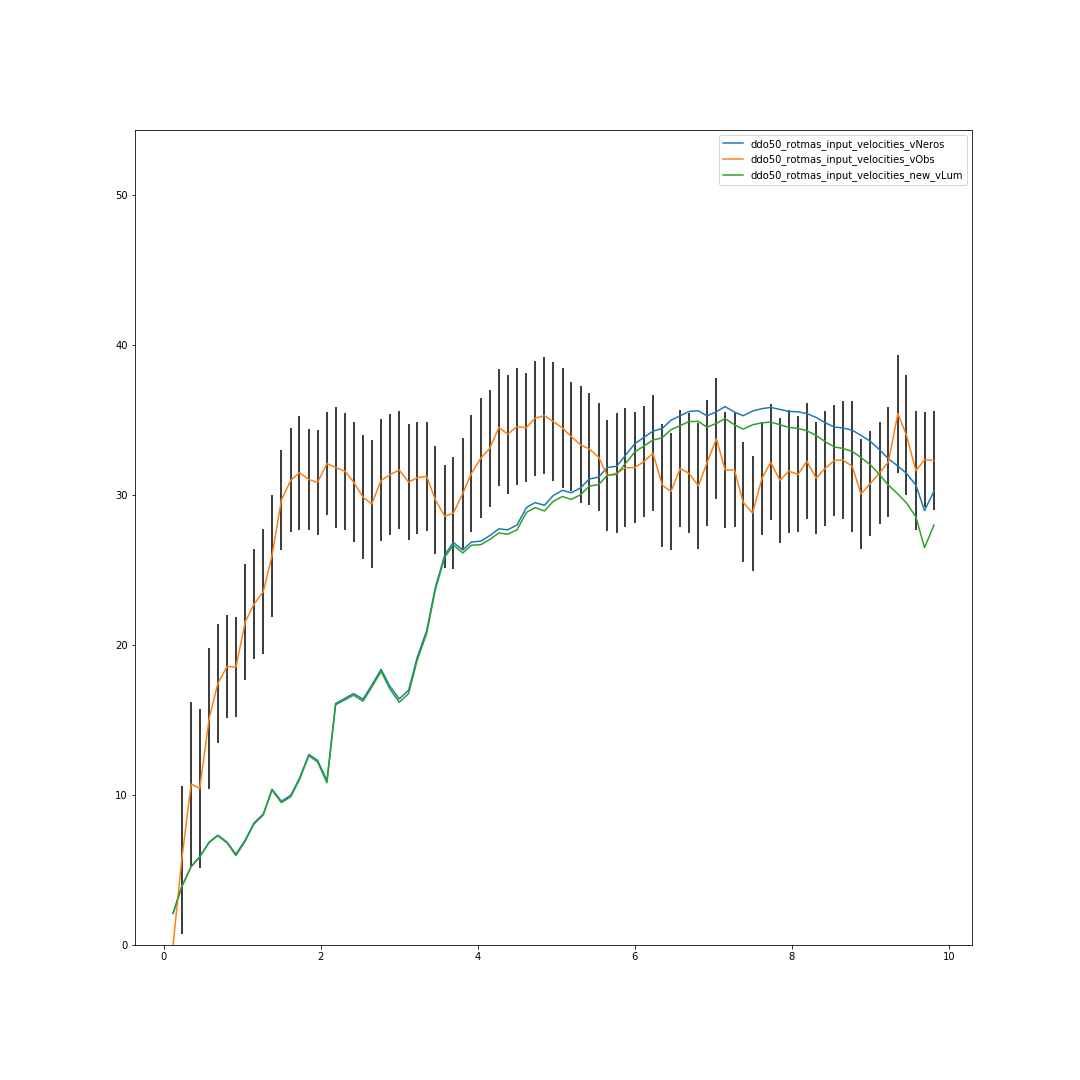 ddo50_rotmas_input_velocities_vNeros
ddo50_rotmas_input_velocities_vObs
ddo50_rotmas_input_velocities_new_vLum
50
40
30
20
10
0
0 2 4 6 8 10